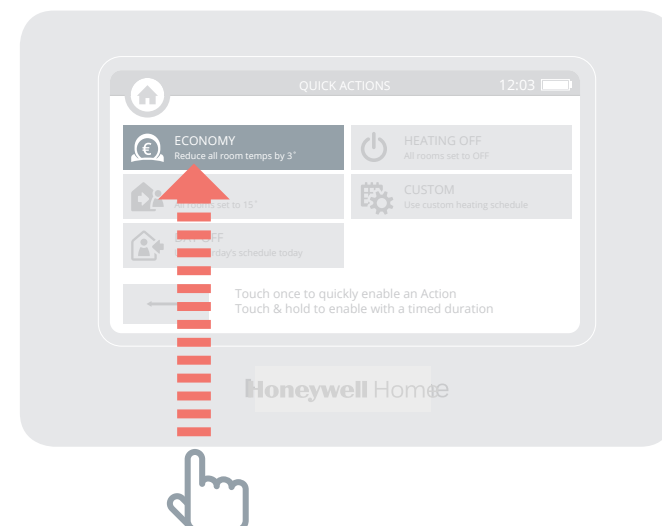 QUICK ACTIONS
12:03
€
ECONOMY
Reduce all room temps by 3°
HEATING OFF
All rooms set to OFF
All rooms set to 15°
CUSTOM
Use custom heating schedule
OFF
schedule today
Touch once to quickly enable an Action
Touch & hold to enable with a timed duration
Honeywell Home